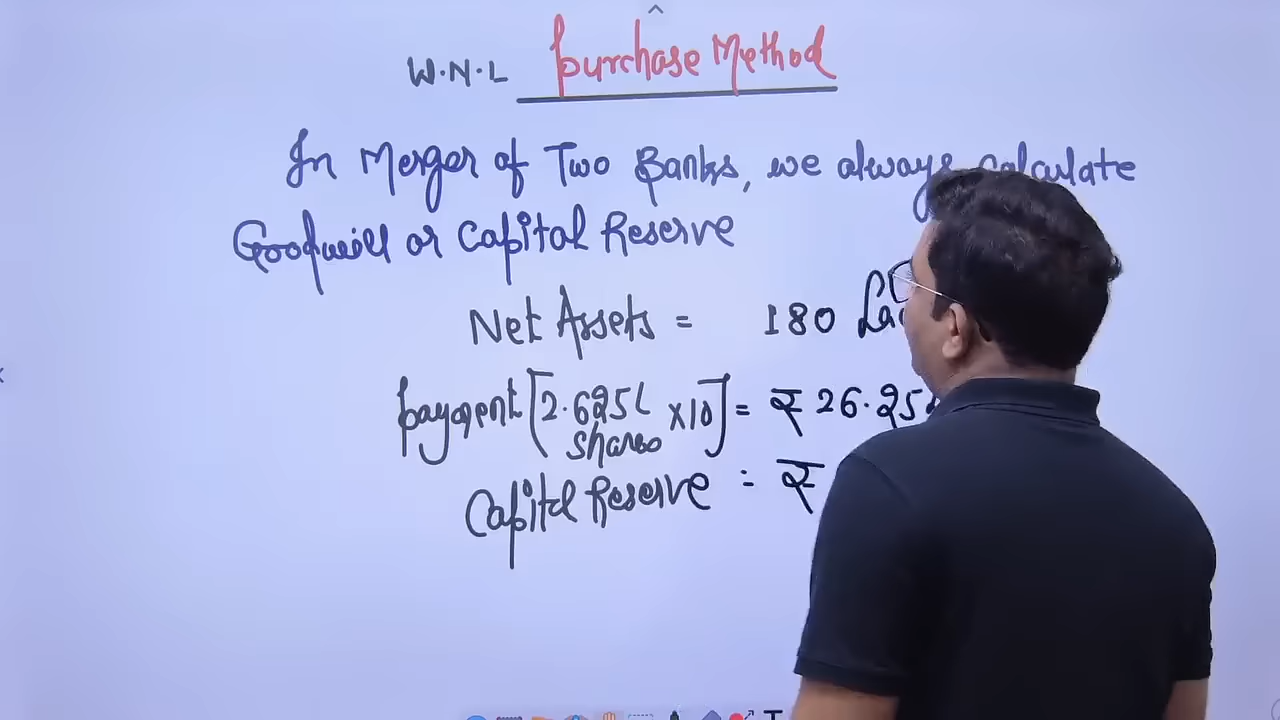 W.N.L Purchase Method
In Merger of Two Banks, we always calculate
Goodwill or Capital Reserve
Net Assets = 180
payment [2.625L shares ×10] = ₹ 26.25
Capital Reserve = ₹